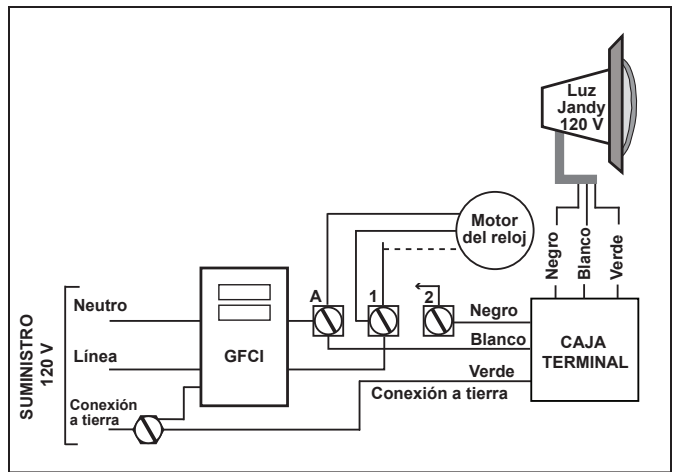 Luz
Jandy
120 V
Motor
del reloj
Negro
Blanco
Verde
SUMINISTRO
120 V
Neutro
Línea
Conexión
a tierra
GFCI
A
1
2
Negro
Blanco
Verde
Conexión a tierra
CAJA
TERMINAL